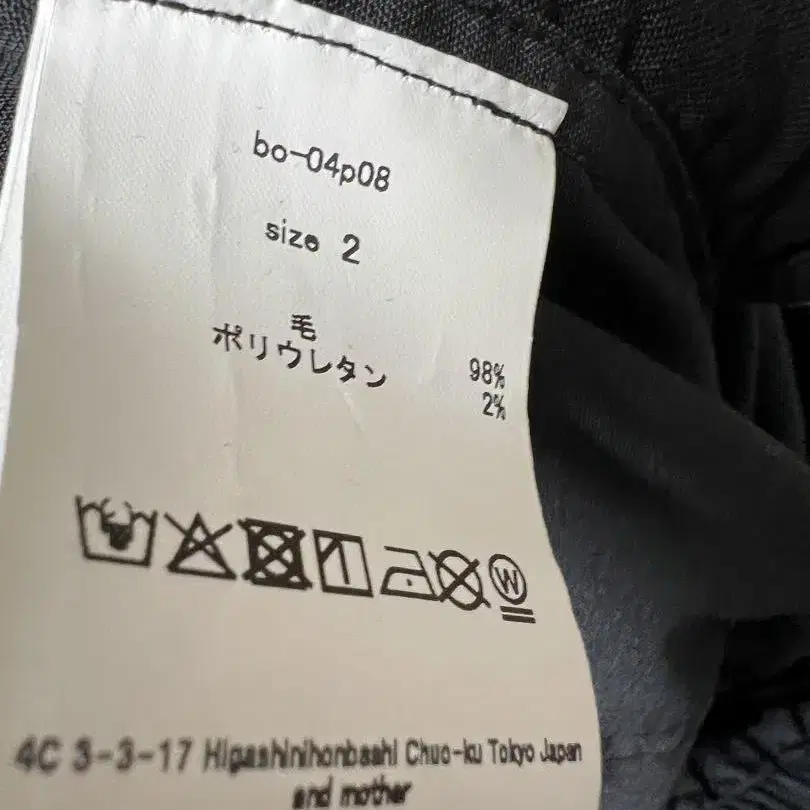 bo-04p08
size 2
毛 98%
ポリウレタン 2%
W
4C 3-3-17 Higashinihonbashi Chuo-ku Tokyo Japan
and mother